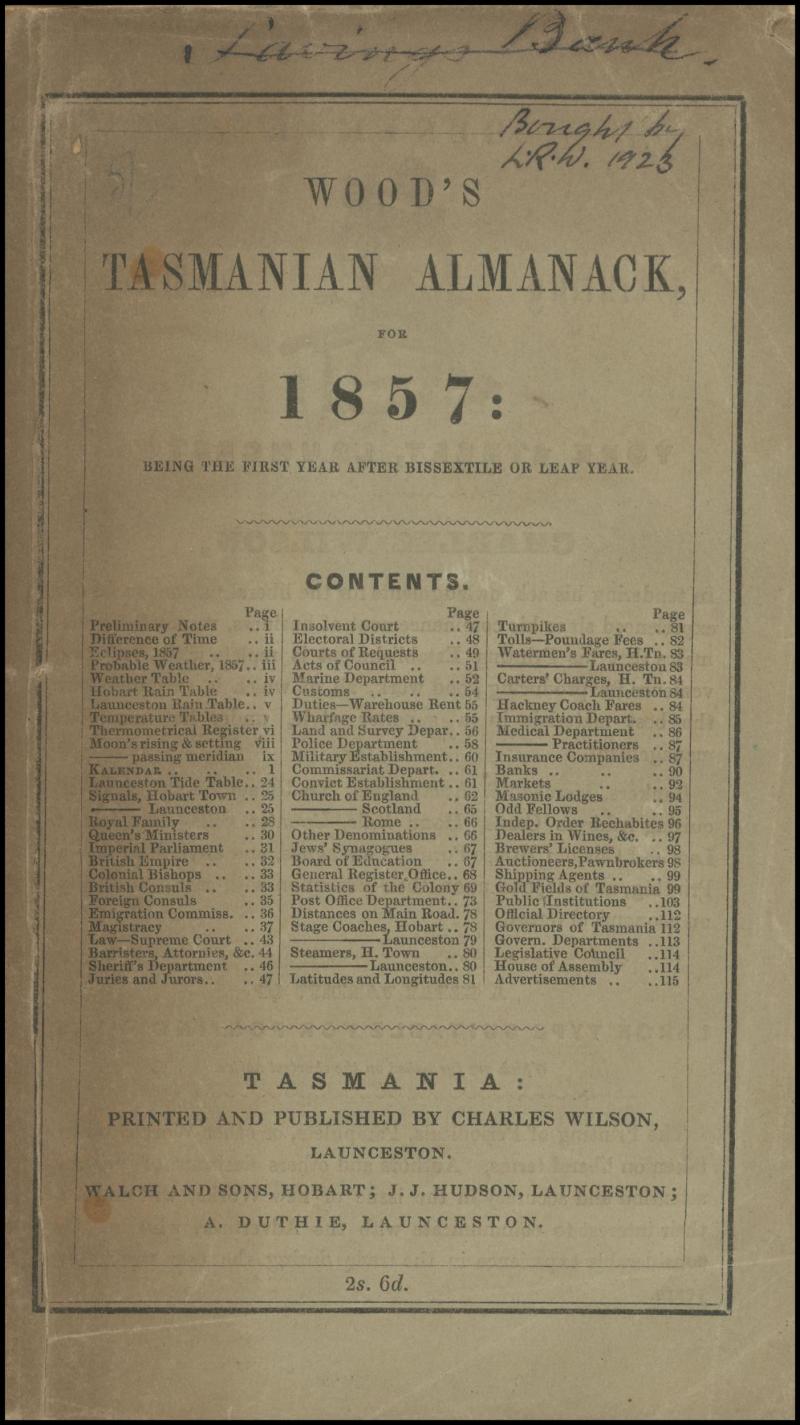 Savings Bank.
Bought by
L.R.W. 1923
WOOD'S
TASMANIAN ALMANACK,
FOR
1857:
BEING THE FIRST YEAR AFTER BISSEXTILE OR LEAP YEAR.
CONTENTS.
Page
Preliminary Notes .. i
Difference of Time .. ii
Eclipses, 1857 .. .. ii
Probable Weather, 1857.. iii
Weather Table .. .. iv
Hobart Rain Table .. iv
Launceston Rain Table.. v
Temperature Tables .. v
Thermometrical Register vi
Moon's rising & setting viii
—— passing meridian ix
KALENDAR .. .. .. 1
Launceston Tide Table.. 24
Signals, Hobart Town .. 25
—— Launceston .. 25
Royal Family .. .. 28
Queen's Ministers .. 30
Imperial Parliament .. 31
British Empire .. .. 32
Colonial Bishops .. .. 33
British Consuls .. .. 33
Foreign Consuls .. 35
Emigration Commiss. .. 36
Magistracy .. .. 37
Law—Supreme Court .. 43
Barristers, Attornies, &c. 44
Sheriff's Department .. 46
Juries and Jurors.. .. 47
Page
Insolvent Court .. 47
Electoral Districts .. 48
Courts of Requests .. 49
Acts of Council .. .. 51
Marine Department .. 52
Customs .. .. .. 54
Duties—Warehouse Rent 55
Wharfage Rates .. .. 55
Land and Survey Depar.. 56
Police Department .. 58
Military Establishment.. 60
Commissariat Depart. .. 61
Convict Establishment .. 61
Church of England .. 62
—— Scotland .. 65
—— Rome .. .. 66
Other Denominations .. 66
Jews' Synagogues .. 67
Board of Education .. 67
General Register Office.. 68
Statistics of the Colony 69
Post Office Department.. 73
Distances on Main Road. 78
Stage Coaches, Hobart .. 78
—— Launceston 79
Steamers, H. Town .. 80
—— Launceston.. 80
Latitudes and Longitudes 81
Page
Turnpikes .. .. 81
Tolls—Poundage Fees .. 82
Watermen's Fares, H.Tn. 83
—— Launceston 83
Carters' Charges, H. Tn. 84
—— Launceston 84
Hackney Coach Fares .. 84
Immigration Depart. .. 85
Medical Department .. 86
—— Practitioners .. 87
Insurance Companies .. 87
Banks .. .. .. 90
Markets .. .. 92
Masonic Lodges .. 94
Odd Fellows .. .. 95
Indep. Order Rechabites 96
Dealers in Wines, &c. .. 97
Brewers' Licenses .. 98
Auctioneers,Pawnbrokers 98
Shipping Agents .. .. 99
Gold Fields of Tasmania 99
Public Institutions ..103
Official Directory ..112
Governors of Tasmania 112
Govern. Departments ..113
Legislative Council ..114
House of Assembly ..114
Advertisements .. ..115
TASMANIA:
PRINTED AND PUBLISHED BY CHARLES WILSON,
LAUNCESTON.
WALCH AND SONS, HOBART; J. J. HUDSON, LAUNCESTON;
A. DUTHIE, LAUNCESTON.
2s. 6d.